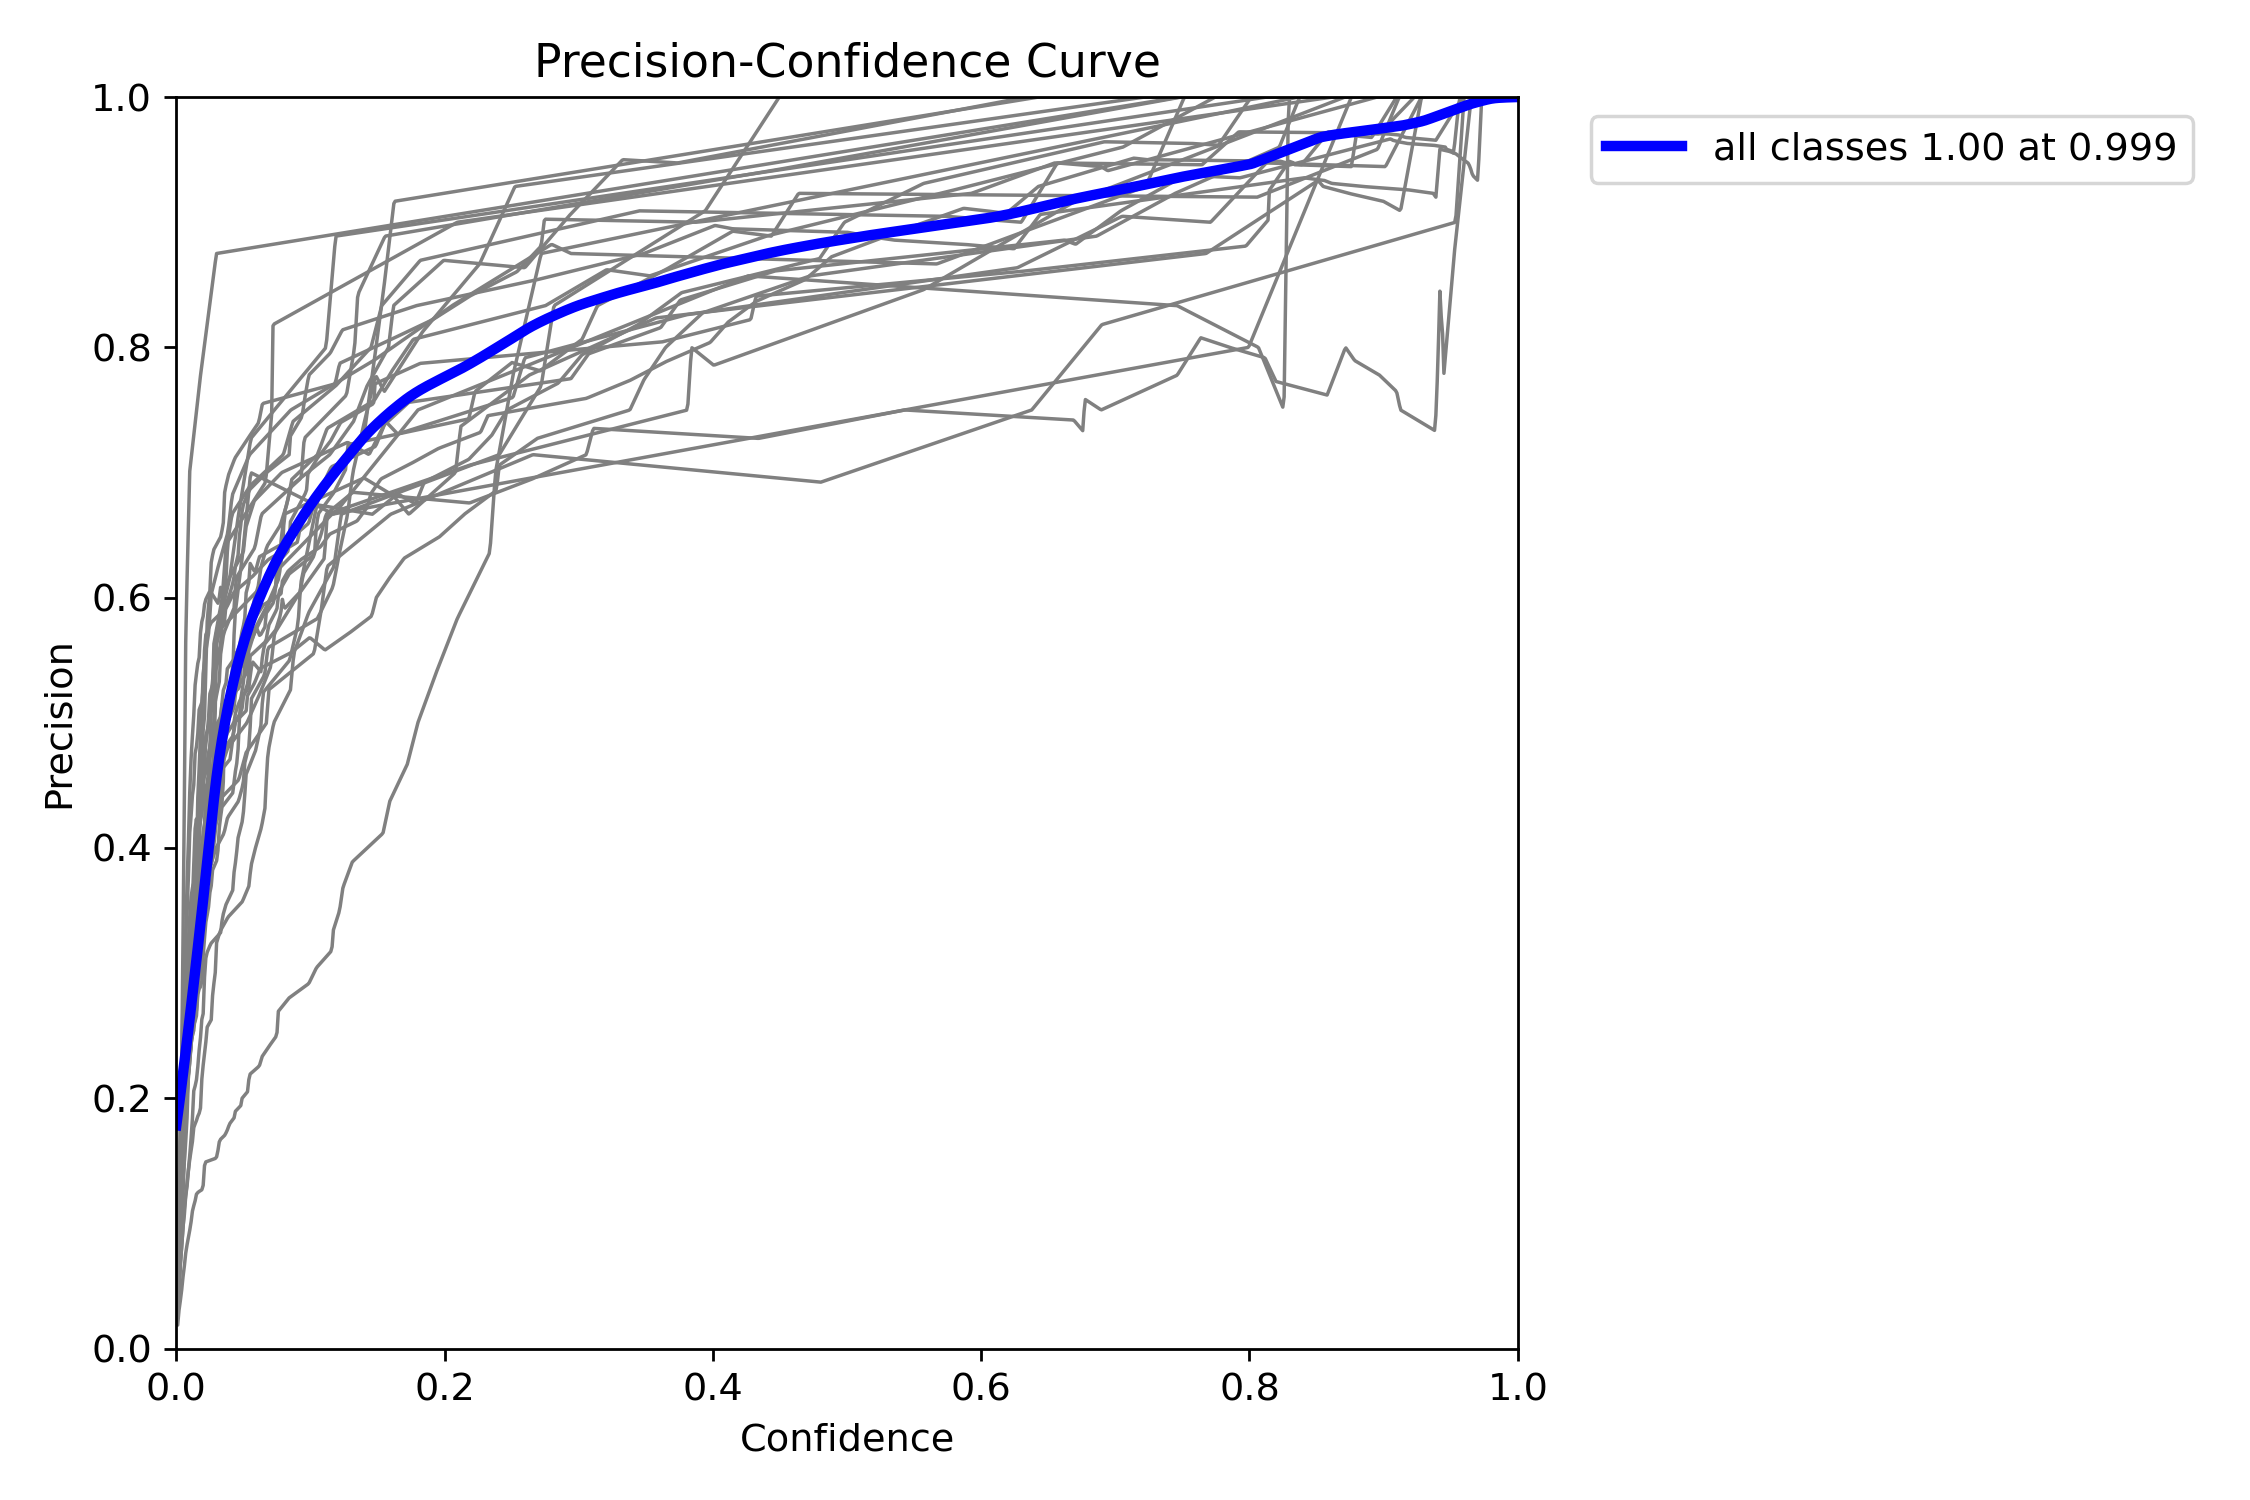 Precision-Confidence Curve
all classes 1.00 at 0.999
Precision
1.0
0.8
0.6
0.4
0.2
0.0
0.0 0.2 0.4 0.6 0.8 1.0
Confidence